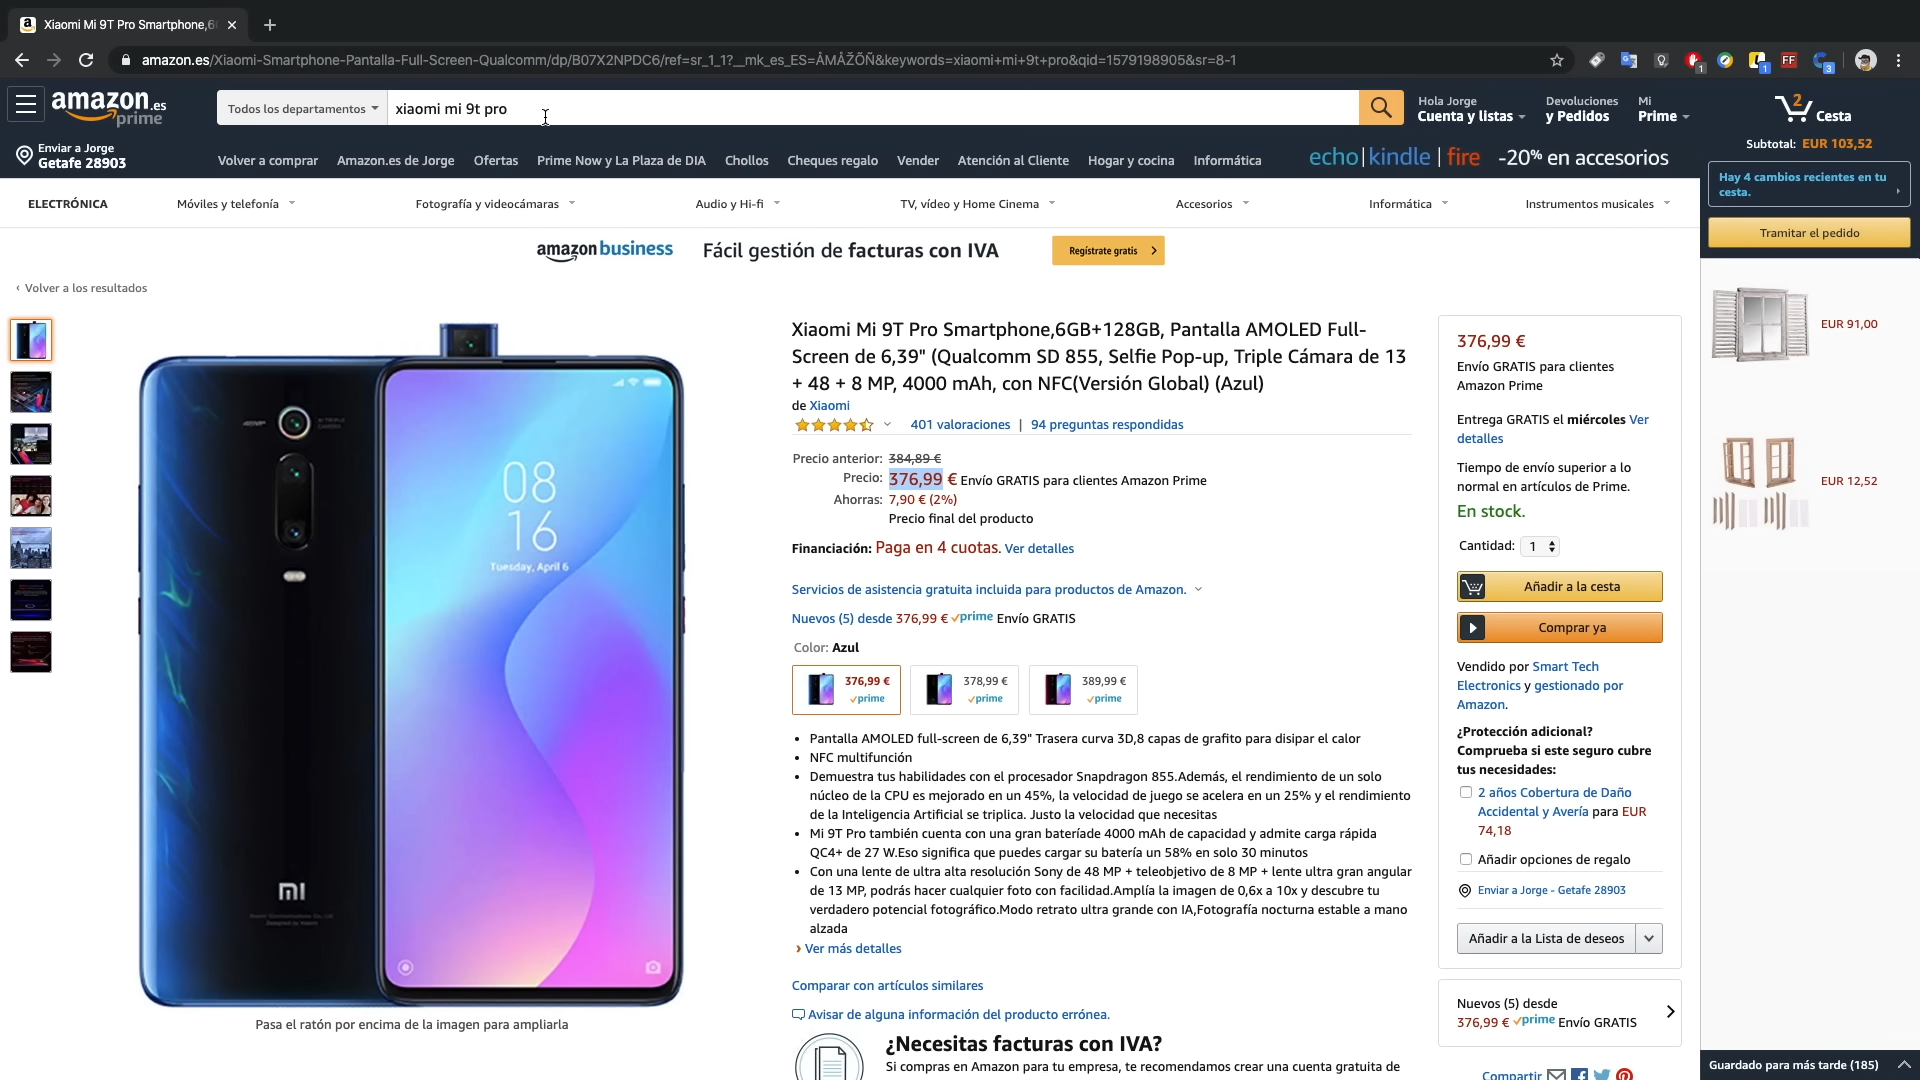 Xiaomi Mi 9T Pro Smartphone,6G
amazon.es/Xiaomi-Smartphone-Pantalla-Full-Screen-Qualcomm/dp/B07X2NPDC6/ref=sr_1_1?__mk_es_ES=ÅMÅŽÕÑ&keywords=xiaomi+mi+9t+pro&qid=1579198905&sr=8-1
amazon.es
prime
Todos los departamentos
xiaomi mi 9t pro
Hola Jorge
Cuenta y listas
Devoluciones
y Pedidos
Mi
Prime
2
Cesta
Enviar a Jorge
Getafe 28903
Volver a comprar
Amazon.es de Jorge
Ofertas
Prime Now y La Plaza de DIA
Chollos
Cheques regalo
Vender
Atención al Cliente
Hogar y cocina
Informática
echo|kindle|fire -20% en accesorios
Subtotal: EUR 103,52
Hay 4 cambios recientes en tu
cesta.
Tramitar el pedido
EUR 91,00
EUR 12,52
Guardado para más tarde (185)
ELECTRÓNICA
Móviles y telefonía
Fotografía y videocámaras
Audio y Hi-fi
TV, vídeo y Home Cinema
Accesorios
Informática
Instrumentos musicales
amazon business
Fácil gestión de facturas con IVA
Regístrate gratis
‹ Volver a los resultados
08
16
Tuesday, April 6
Pasa el ratón por encima de la imagen para ampliarla
Xiaomi Mi 9T Pro Smartphone,6GB+128GB, Pantalla AMOLED Full-
Screen de 6,39" (Qualcomm SD 855, Selfie Pop-up, Triple Cámara de 13
+ 48 + 8 MP, 4000 mAh, con NFC(Versión Global) (Azul)
de Xiaomi
401 valoraciones | 94 preguntas respondidas
Precio anterior: 384,89 €
Precio: 376,99 € Envío GRATIS para clientes Amazon Prime
Ahorras: 7,90 € (2%)
Precio final del producto
Financiación: Paga en 4 cuotas. Ver detalles
Servicios de asistencia gratuita incluida para productos de Amazon.
Nuevos (5) desde 376,99 € prime Envío GRATIS
Color: Azul
376,99 €
prime
378,99 €
prime
389,99 €
prime
• Pantalla AMOLED full-screen de 6,39" Trasera curva 3D,8 capas de grafito para disipar el calor
• NFC multifunción
• Demuestra tus habilidades con el procesador Snapdragon 855.Además, el rendimiento de un solo
núcleo de la CPU es mejorado en un 45%, la velocidad de juego se acelera en un 25% y el rendimiento
de la Inteligencia Artificial se triplica. Justo la velocidad que necesitas
• Mi 9T Pro también cuenta con una gran bateríade 4000 mAh de capacidad y admite carga rápida
QC4+ de 27 W.Eso significa que puedes cargar su batería un 58% en solo 30 minutos
• Con una lente de ultra alta resolución Sony de 48 MP + teleobjetivo de 8 MP + lente ultra gran angular
de 13 MP, podrás hacer cualquier foto con facilidad.Amplía la imagen de 0,6x a 10x y descubre tu
verdadero potencial fotográfico.Modo retrato ultra grande con IA,Fotografía nocturna estable a mano
alzada
› Ver más detalles
Comparar con artículos similares
Avisar de alguna información del producto errónea.
¿Necesitas facturas con IVA?
Si compras en Amazon para tu empresa, te recomendamos crear una cuenta gratuita de
376,99 €
Envío GRATIS para clientes
Amazon Prime
Entrega GRATIS el miércoles Ver
detalles
Tiempo de envío superior a lo
normal en artículos de Prime.
En stock.
Cantidad: 1
Añadir a la cesta
Comprar ya
Vendido por Smart Tech
Electronics y gestionado por
Amazon.
¿Protección adicional?
Comprueba si este seguro cubre
tus necesidades:
2 años Cobertura de Daño
Accidental y Avería para EUR
74,18
Añadir opciones de regalo
Enviar a Jorge - Getafe 28903
Añadir a la Lista de deseos
Nuevos (5) desde
376,99 € prime Envío GRATIS
Compartir